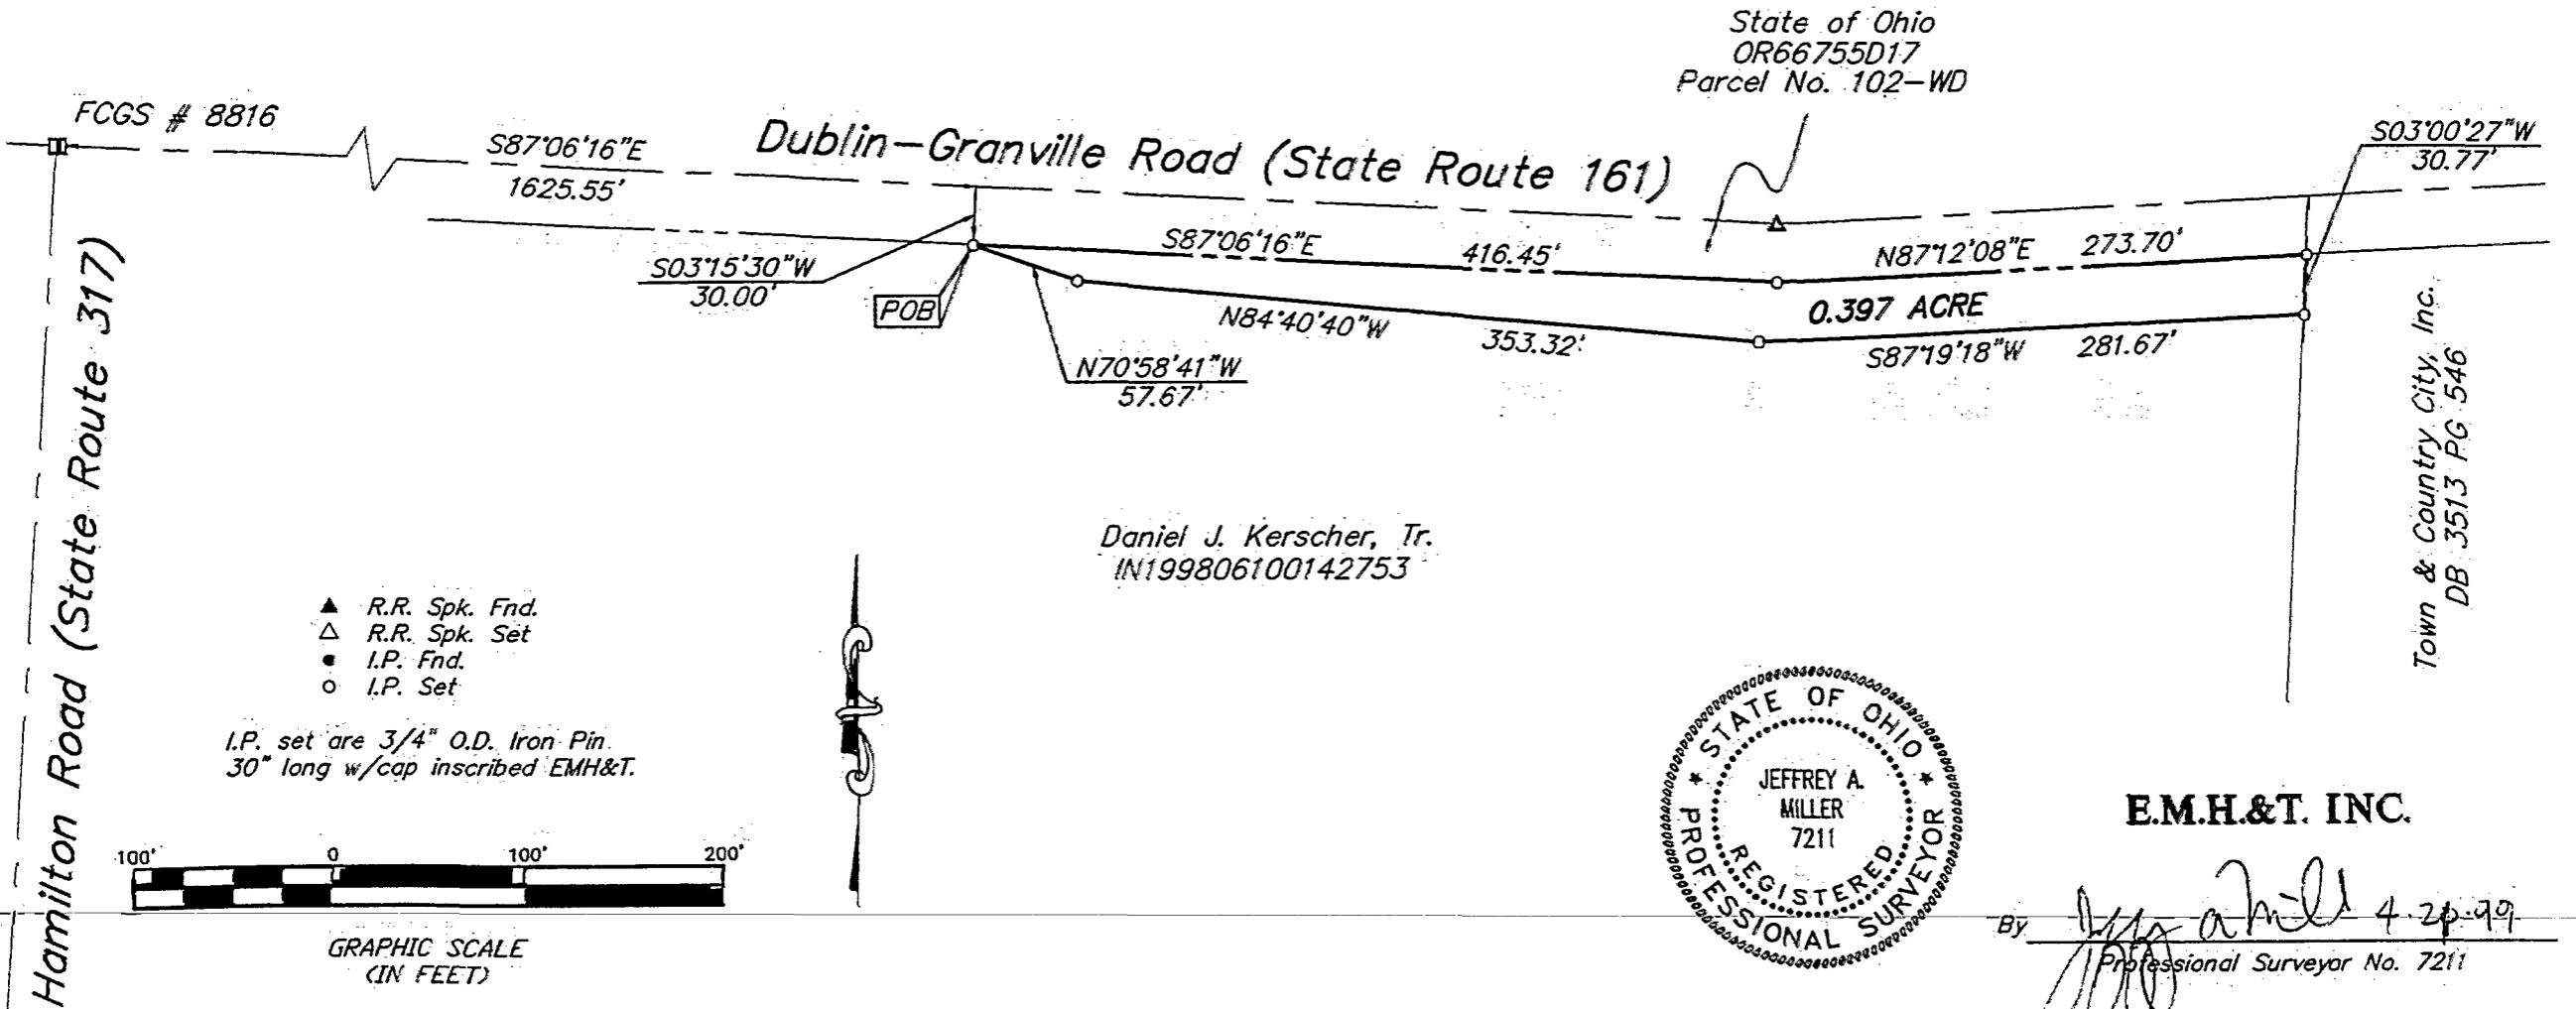 State of Ohio
OR66755D17
Parcel No. 102-WD
FCGS # 8816
S87°06'16"E
1625.55'
Dublin-Granville Road (State Route 161)
S03°00'27"W
30.77'
S03°15'30"W
30.00'
POB
S87°06'16"E 416.45'
N87°12'08"E 273.70'
0.397 ACRE
N84°40'40"W 353.32'
S87°19'18"W 281.67'
N70°58'41"W
57.67'
Hamilton Road (State Route 317)
Town & Country City, Inc.
DB 3513 PG 546
Daniel J. Kerscher, Tr.
IN199806100142753
R.R. Spk. Fnd.
R.R. Spk. Set
I.P. Fnd.
I.P. Set
I.P. set are 3/4" O.D. Iron Pin
30" long w/cap inscribed EMH&T.
100' 0 100' 200'
GRAPHIC SCALE
(IN FEET)
STATE OF OHIO
JEFFREY A.
MILLER
7211
REGISTERED
PROFESSIONAL SURVEYOR
E.M.H.&T. INC.
By
Professional Surveyor No. 7211